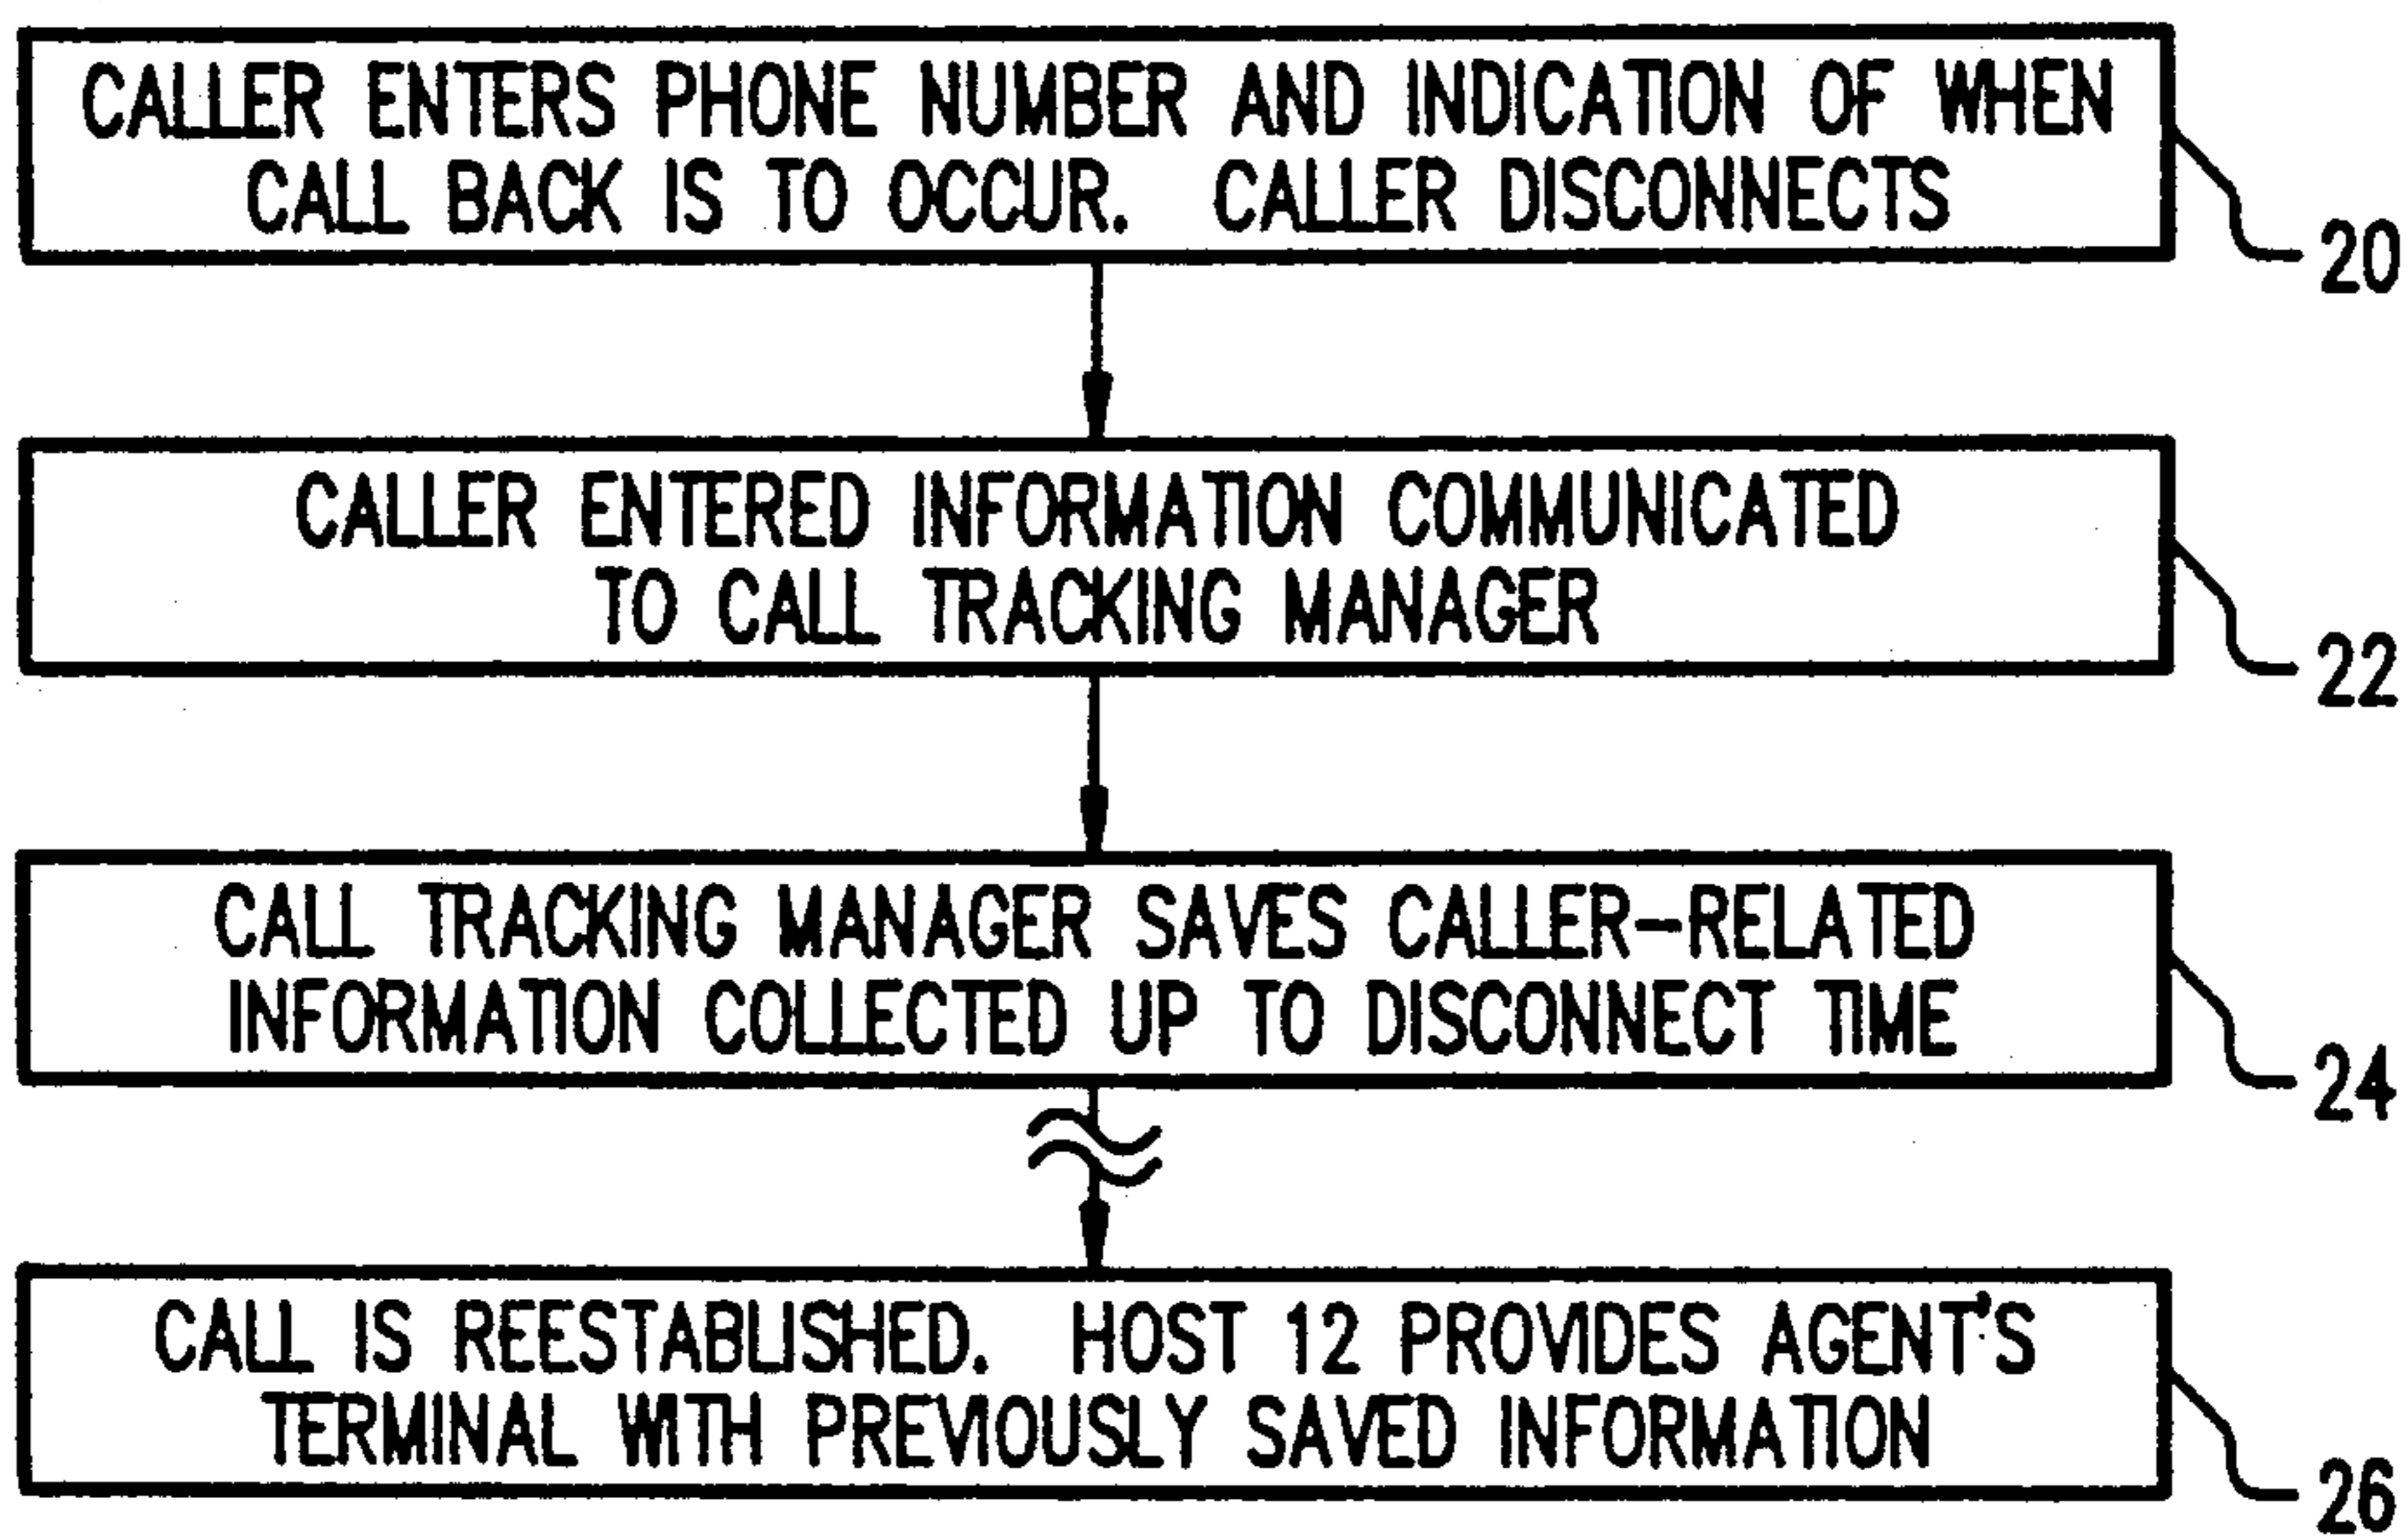 CALLER ENTERS PHONE NUMBER AND INDICATION OF WHEN
CALL BACK IS TO OCCUR. CALLER DISCONNECTS
20
CALLER ENTERED INFORMATION COMMUNICATED
TO CALL TRACKING MANAGER
22
CALL TRACKING MANAGER SAVES CALLER-RELATED
INFORMATION COLLECTED UP TO DISCONNECT TIME
24
CALL IS REESTABLISHED. HOST 12 PROVIDES AGENT'S
TERMINAL WITH PREVIOUSLY SAVED INFORMATION
26